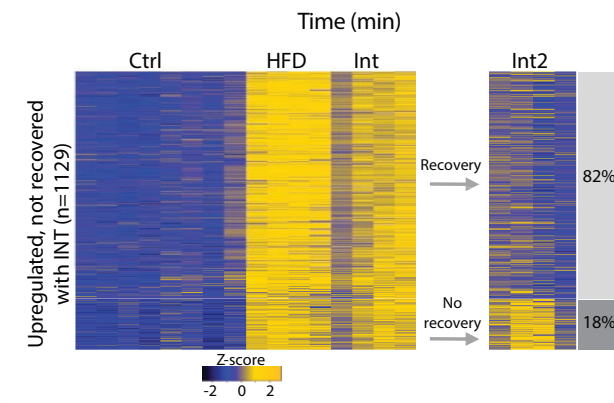 Time (min)
Ctrl HFD Int Int2
Upregulated, not recovered
with INT (n=1129)
Recovery
82%
No
recovery
18%
Z-score
-2 0 2